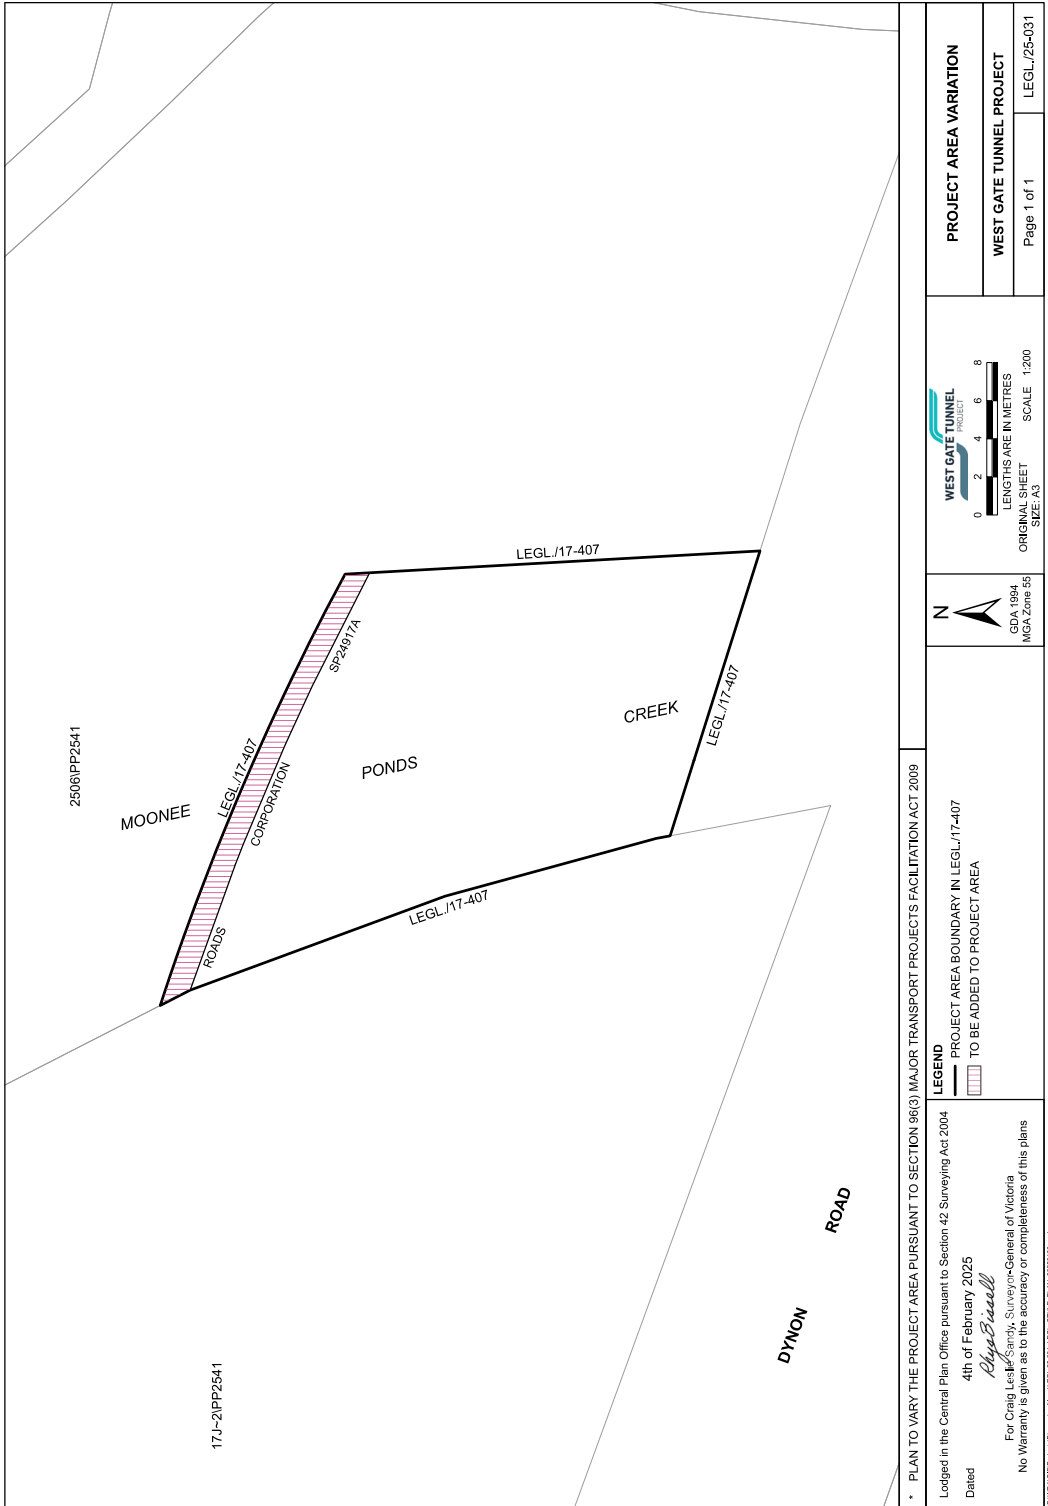 2506\PP2541
MOONEE
LEGL./17-407
LEGL./17-407
CORPORATION
SP24917A
ROADS
PONDS
CREEK
LEGL./17-407
LEGL./17-407
17J~2\PP2541
DYNON
ROAD
* PLAN TO VARY THE PROJECT AREA PURSUANT TO SECTION 96(3) MAJOR TRANSPORT PROJECTS FACILITATION ACT 2009
Lodged in the Central Plan Office pursuant to Section 42 Surveying Act 2004
Dated 4th of February 2025
Rhys Bissell
For Craig Leslie Sandy, Surveyor-General of Victoria
No Warranty is given as to the accuracy or completeness of this plans
LEGEND
PROJECT AREA BOUNDARY IN LEGL./17-407
TO BE ADDED TO PROJECT AREA
N
GDA 1994
MGA Zone 55
WEST GATE TUNNEL
PROJECT
0 2 4 6 8
LENGTHS ARE IN METRES
ORIGINAL SHEET SCALE 1:200
SIZE: A3
PROJECT AREA VARIATION
WEST GATE TUNNEL PROJECT
Page 1 of 1 LEGL./25-031